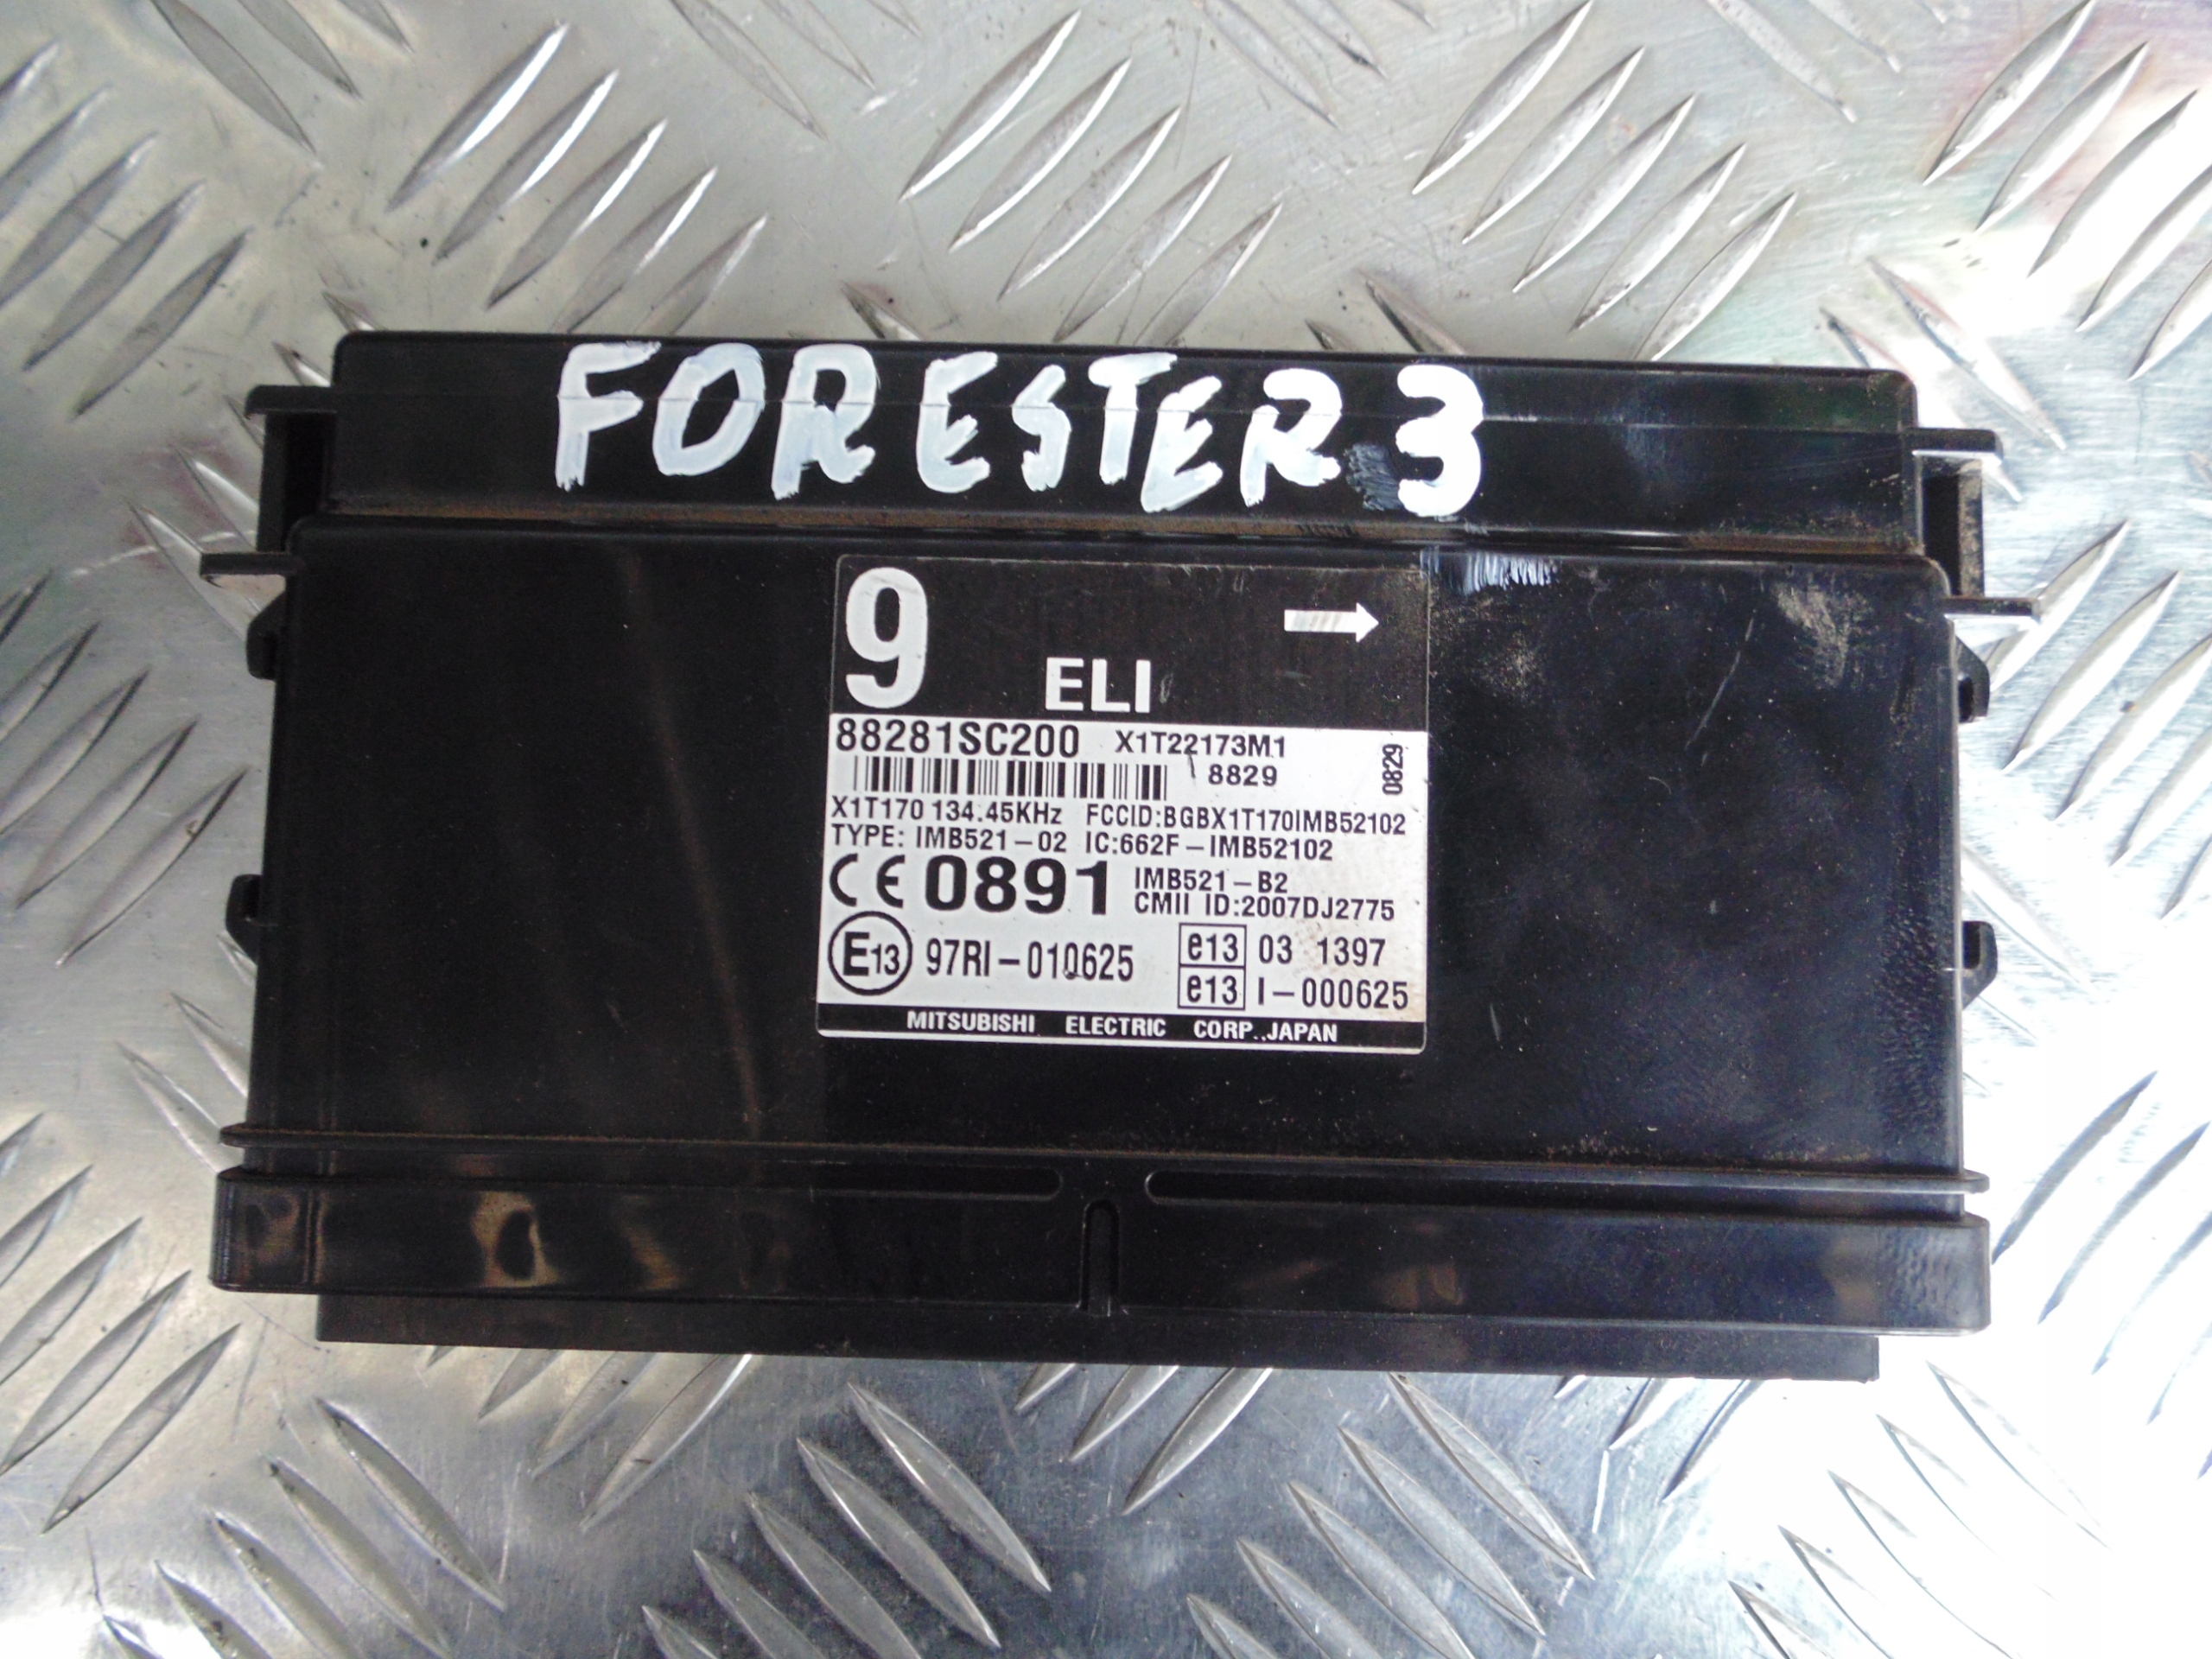 FORESTER 3
9
ELI
88281SC200 X1T22173M1
8829
0829
X1T170 134.45KHz FCCID:BGBX1T170IMB52102
TYPE: IMB521-02 IC:662F-IMB52102
CE 0891 IMB521-B2
CMII ID:2007DJ2775
E13 97RI-010625 e13 03 1397
e13 I-000625
MITSUBISHI ELECTRIC CORP.,JAPAN